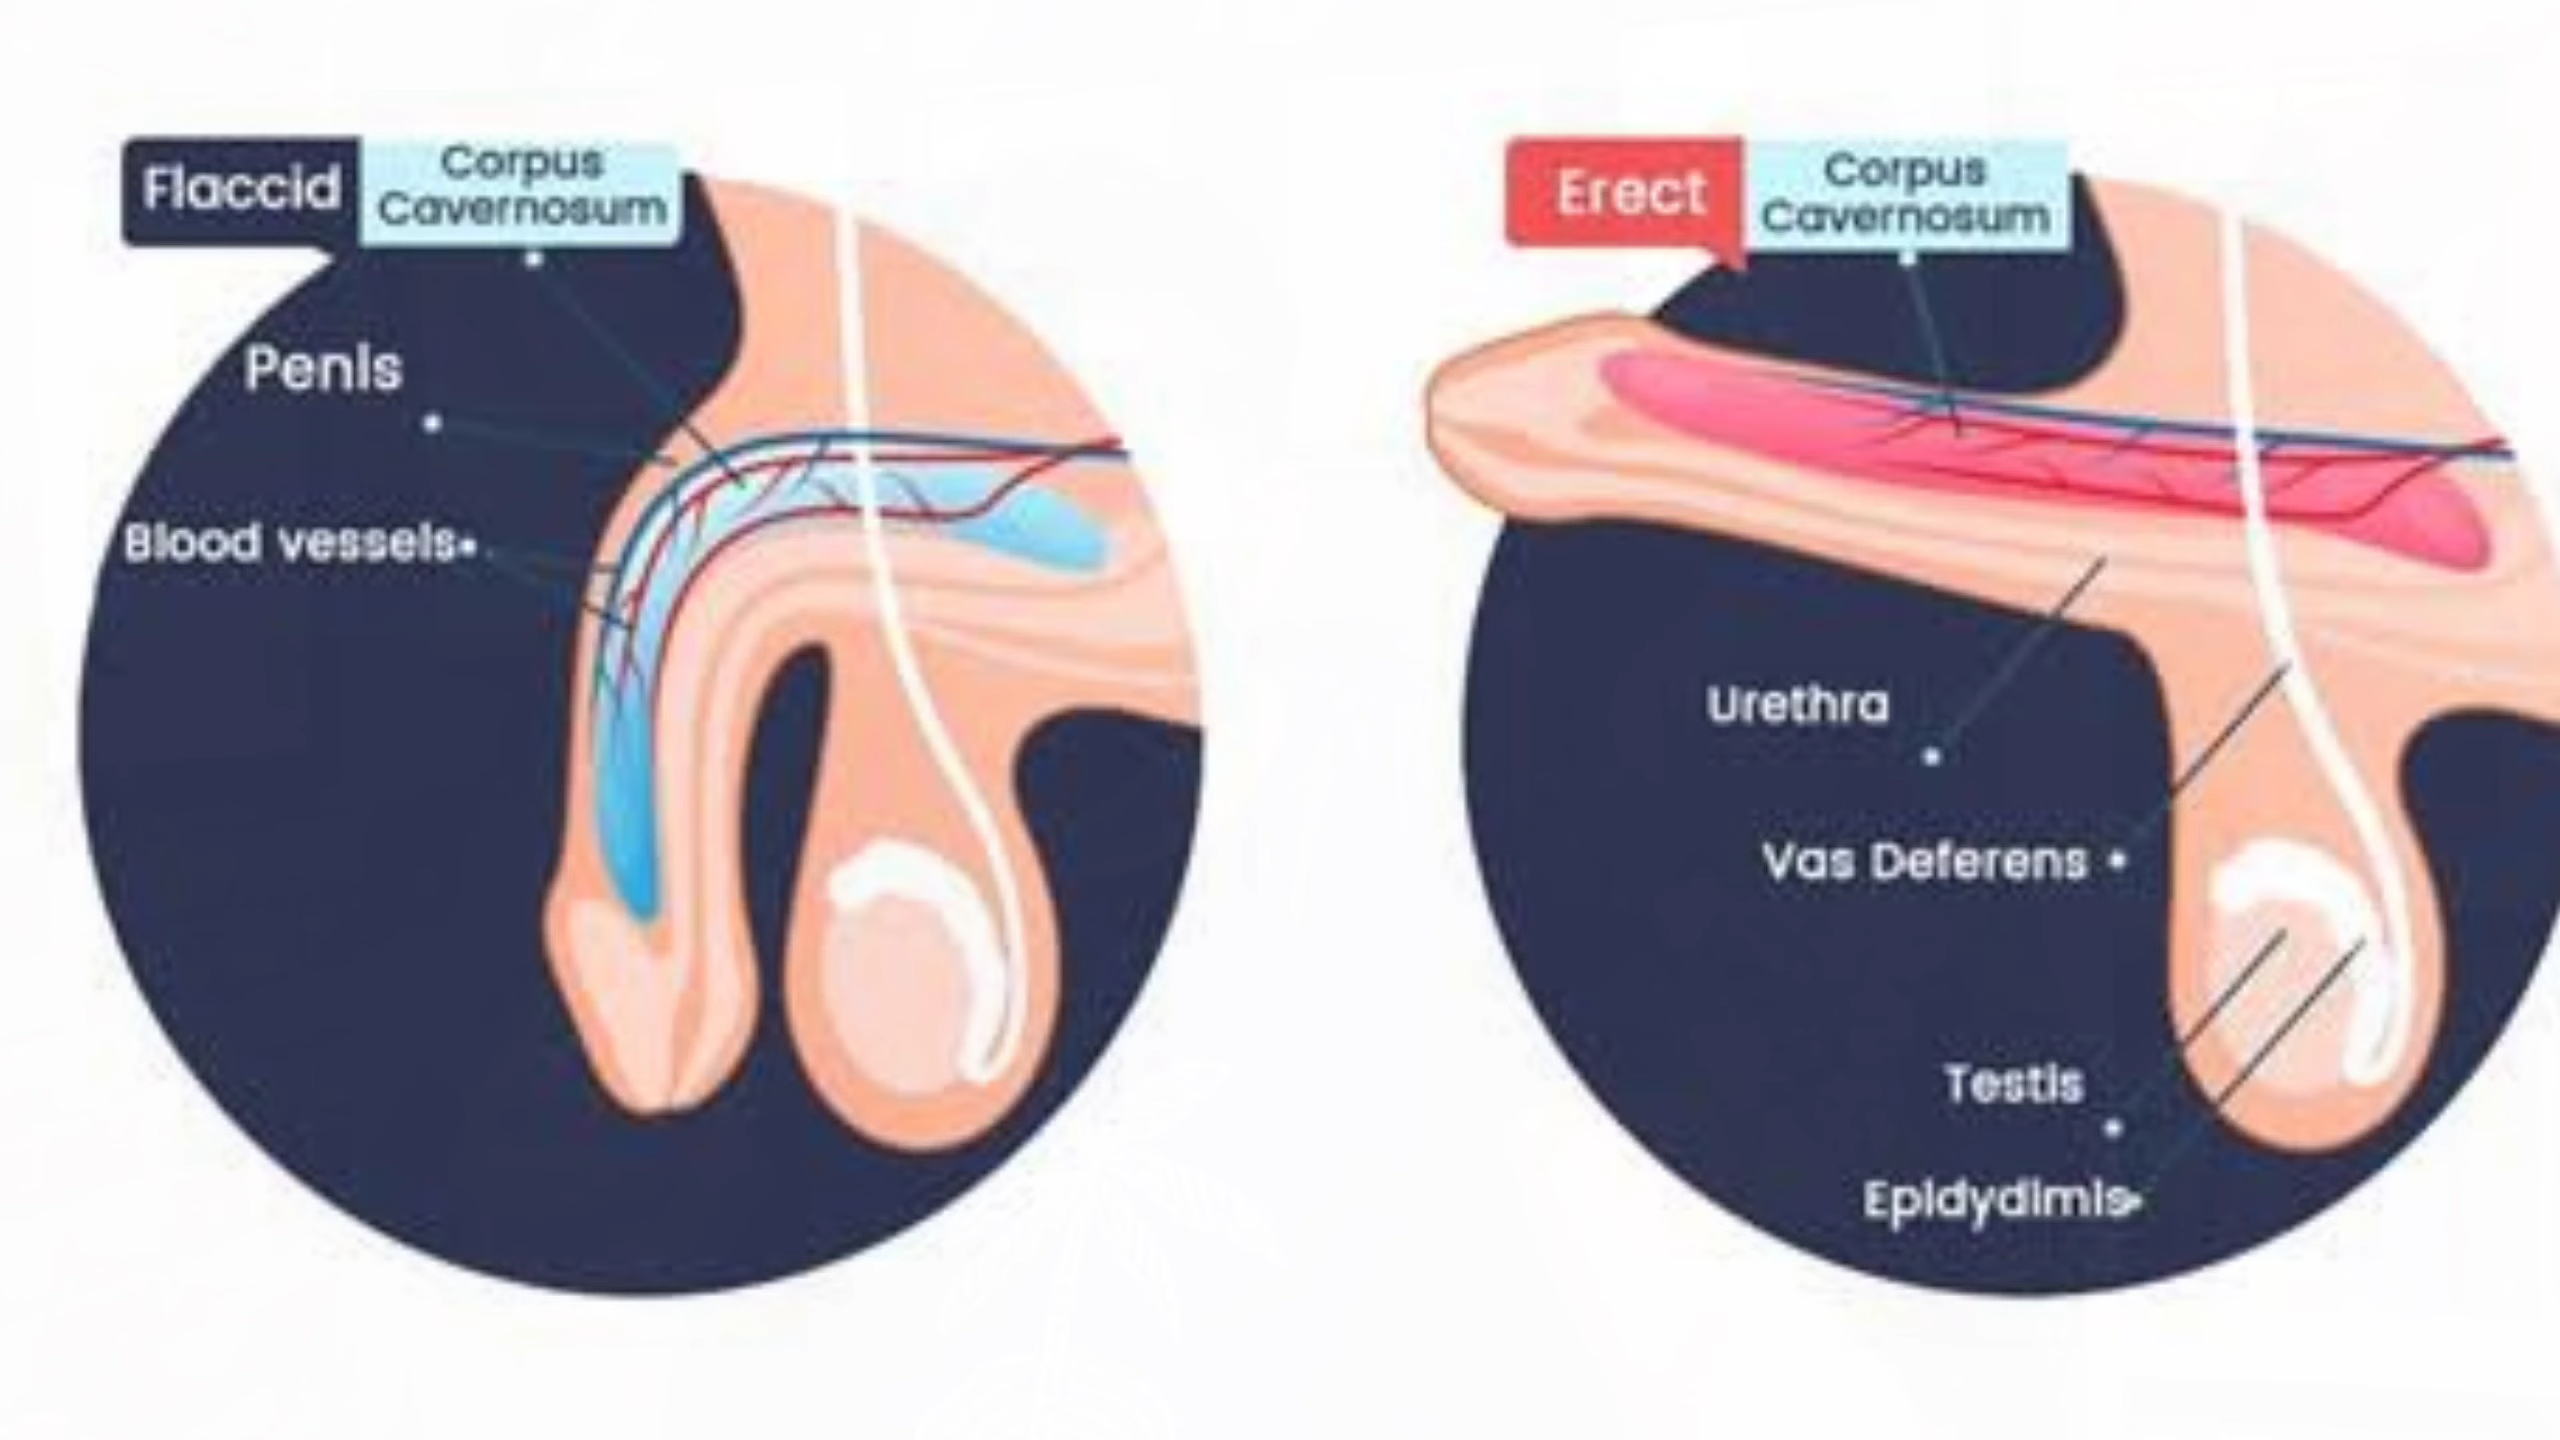 Flaccid
Corpus
Cavernosum
Penis
Blood vessels
Erect
Corpus
Cavernosum
Urethra
Vas Deferens
Testis
Epidydimis